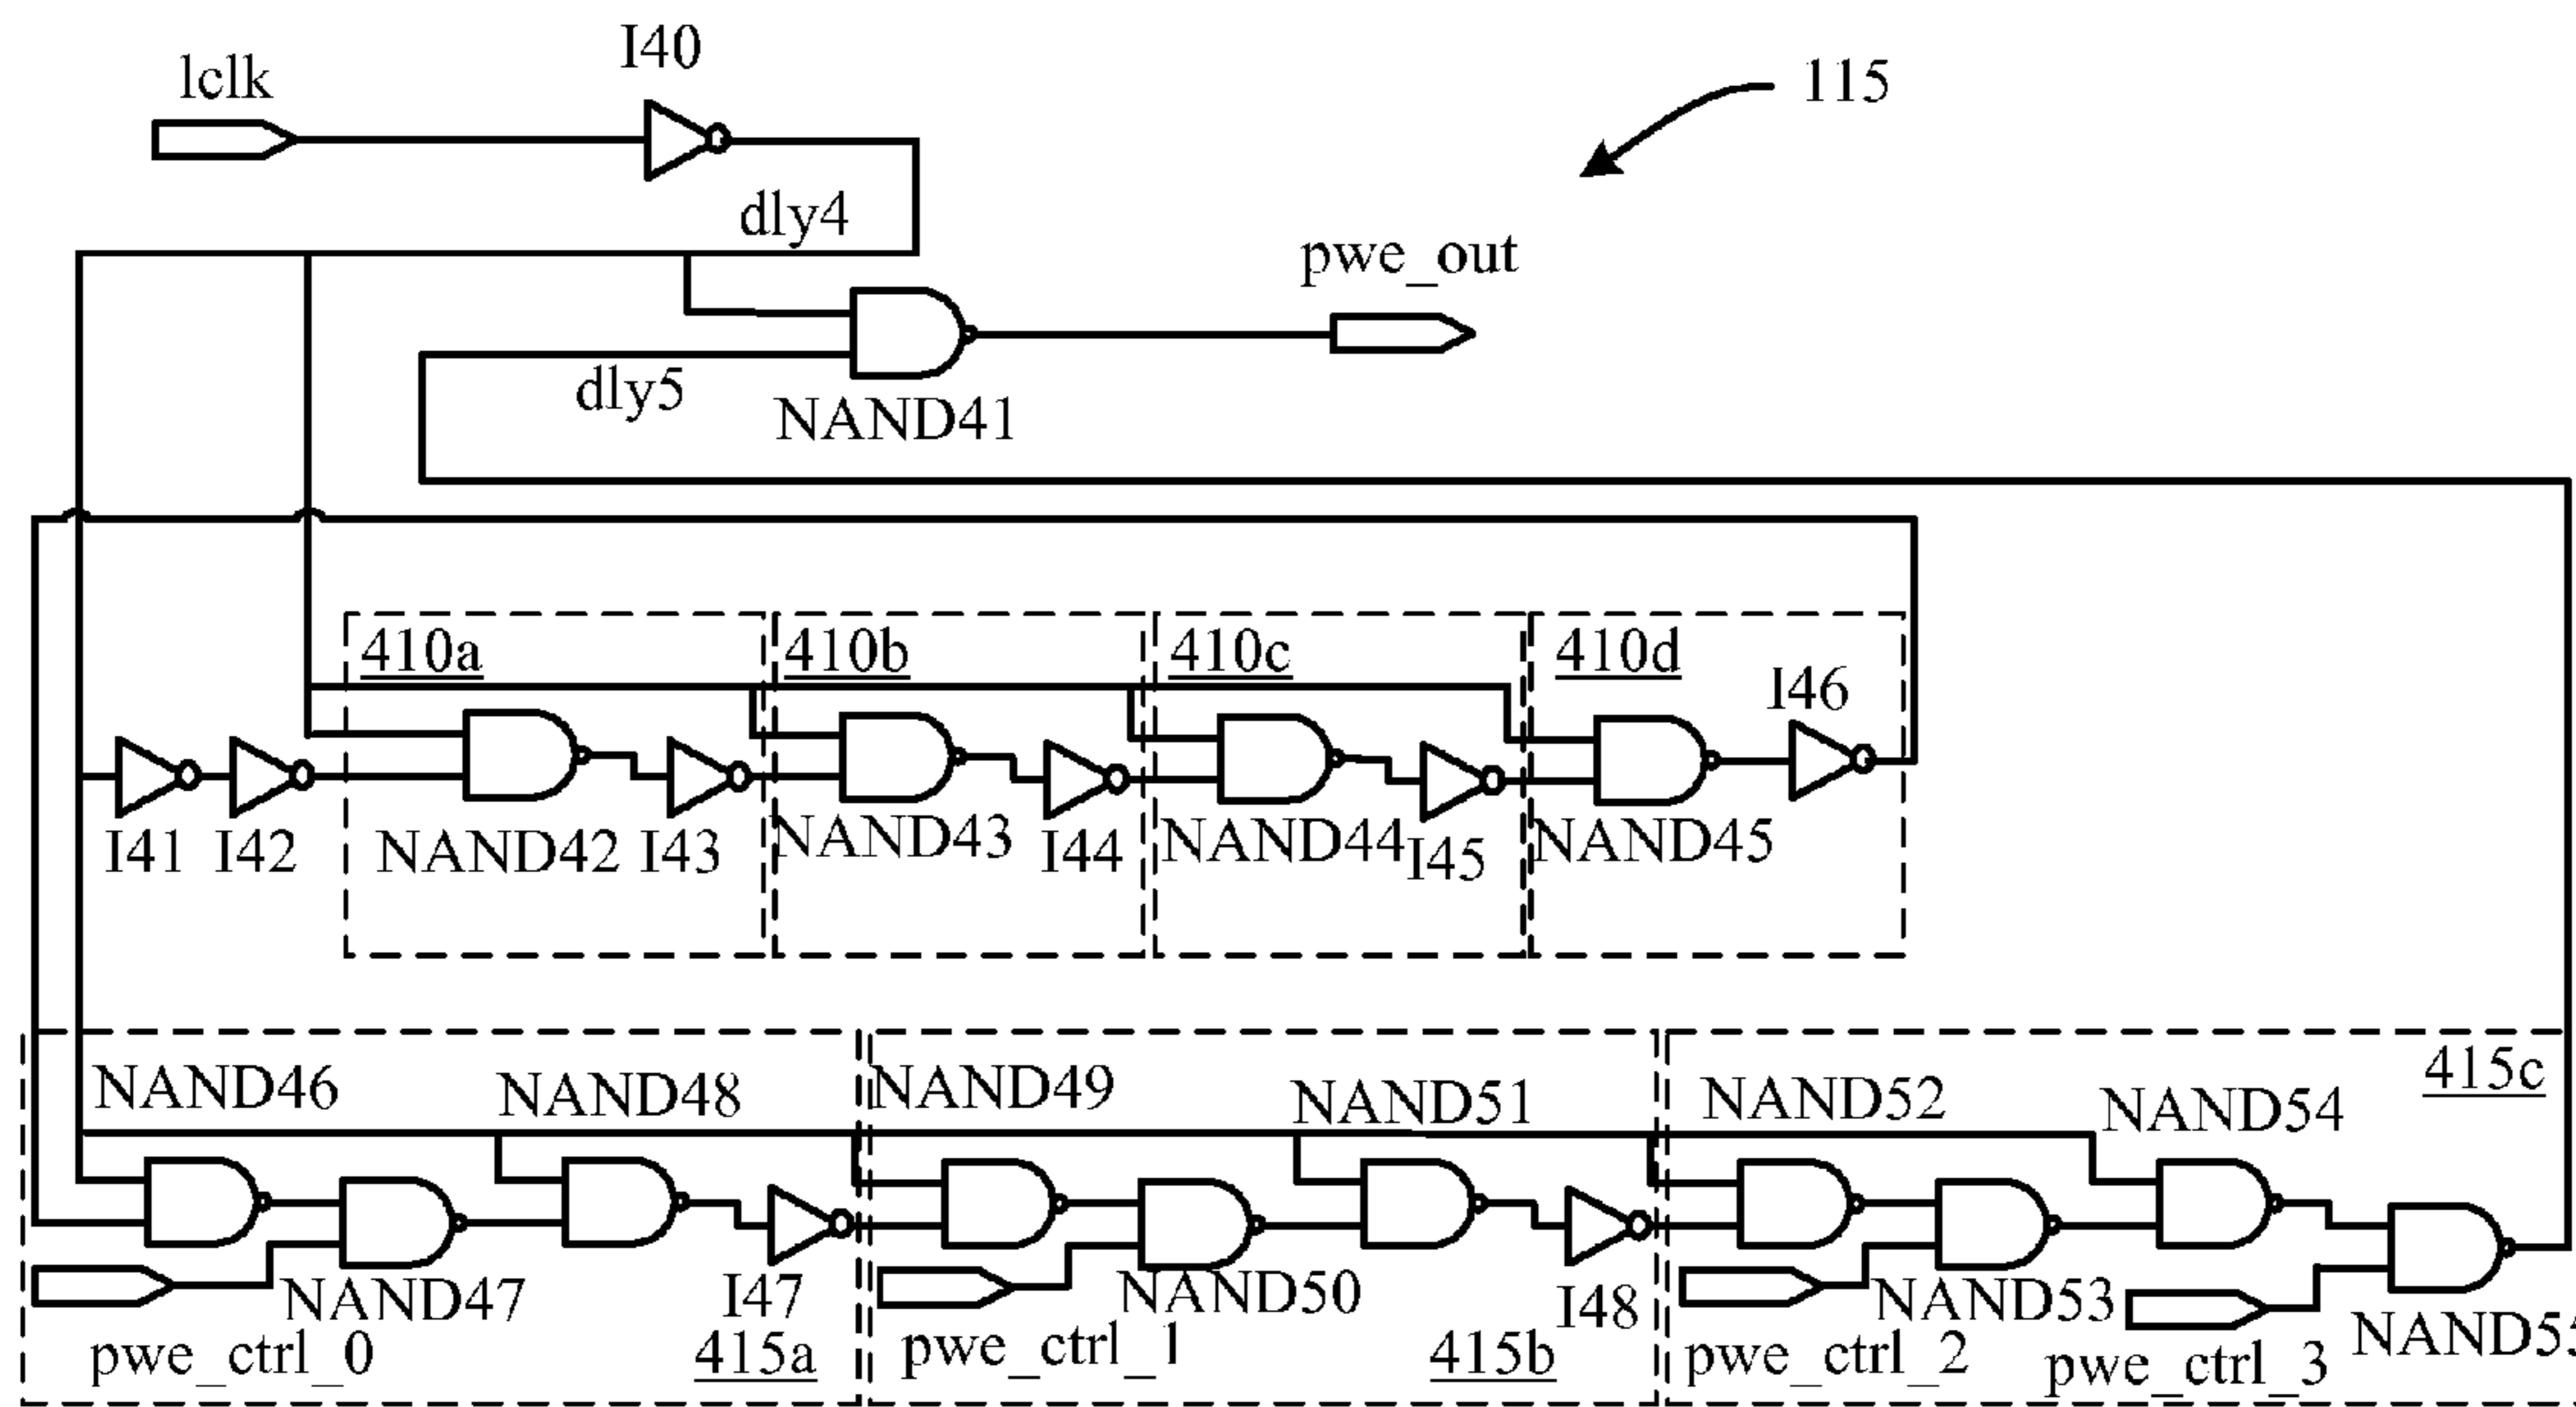 I40
lclk
115
dly4
pwe_out
dly5
NAND41
410a
410b
410c
410d
I46
I41
I42
NAND42
I43
NAND43
I44
NAND44
I45
NAND45
NAND46
NAND48
NAND49
NAND51
NAND52
NAND54
415c
NAND47
I47
NAND50
I48
NAND53
NAND55
pwe_ctrl_0
415a
pwe_ctrl_1
415b
pwe_ctrl_2
pwe_ctrl_3